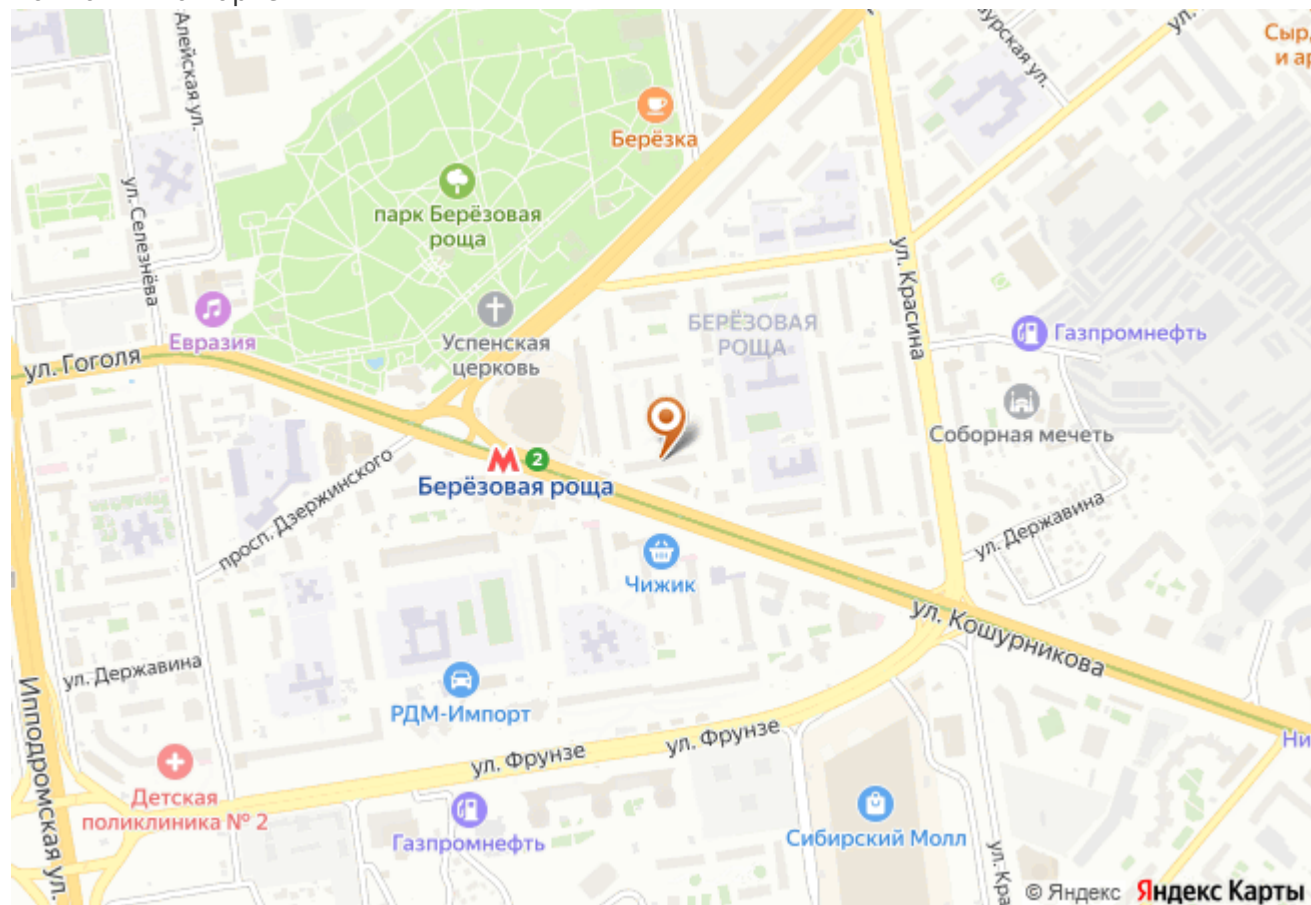 Алейская ул.
ул. Селезнёва
Берёзка
парк Берёзовая
роща
ул. Красина
Евразия
ул. Гоголя
Успенская
церковь
БЕРЁЗОВАЯ
РОЩА
Газпромнефть
Соборная мечеть
просп. Дзержинского
2
Берёзовая роща
ул. Державина
Чижик
ул. Кошурникова
ул. Державина
РДМ-Импорт
Ипподромская ул.
ул. Фрунзе
ул. Фрунзе
Детская
поликлиника № 2
Газпромнефть
Сибирский Молл
© Яндекс Яндекс Карты